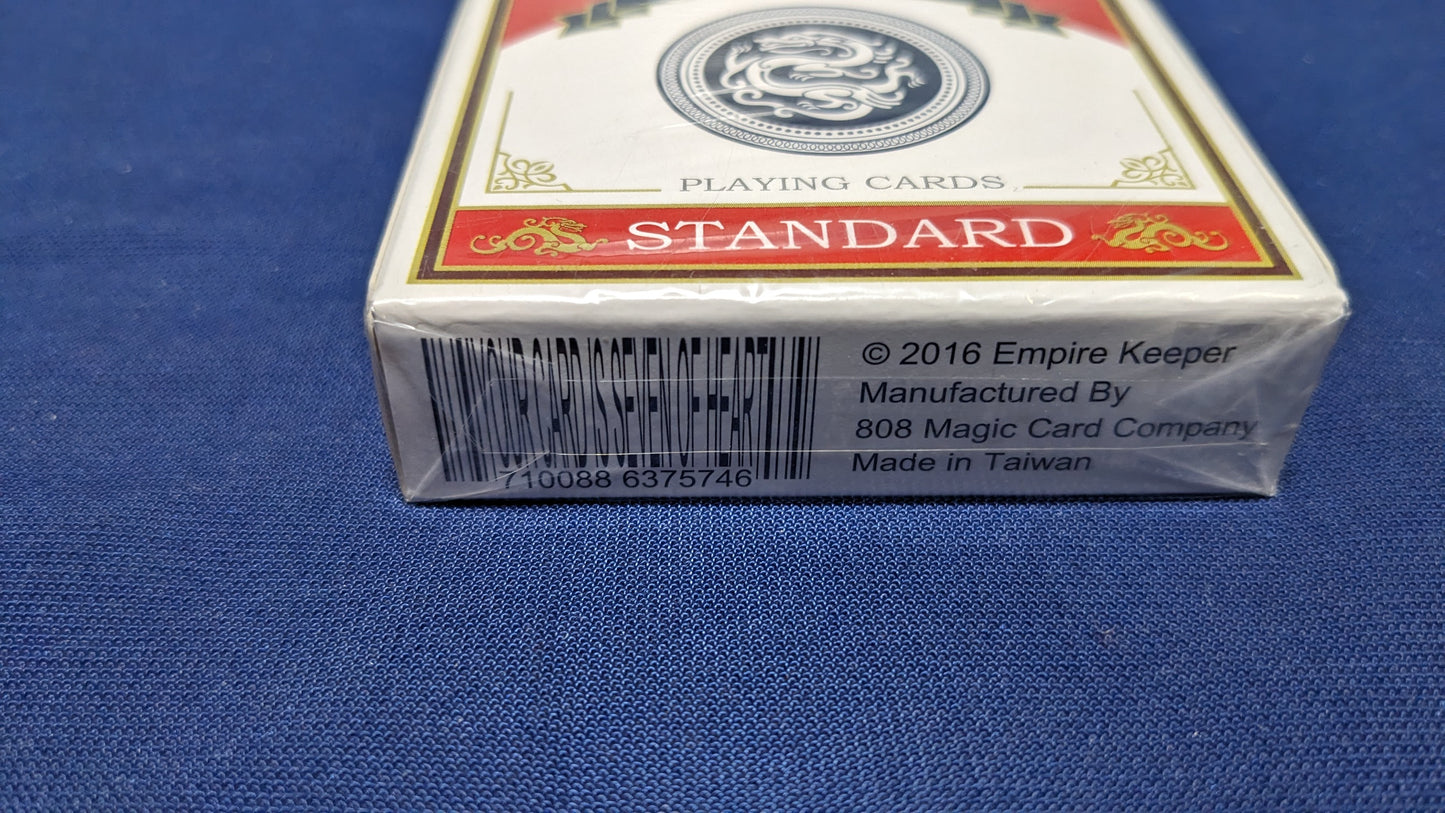 PLAYING CARDS
STANDARD
YOUR CARD IS SEVEN OF HEART
710088 6375746
© 2016 Empire Keeper
Manufactured By
808 Magic Card Company
Made in Taiwan